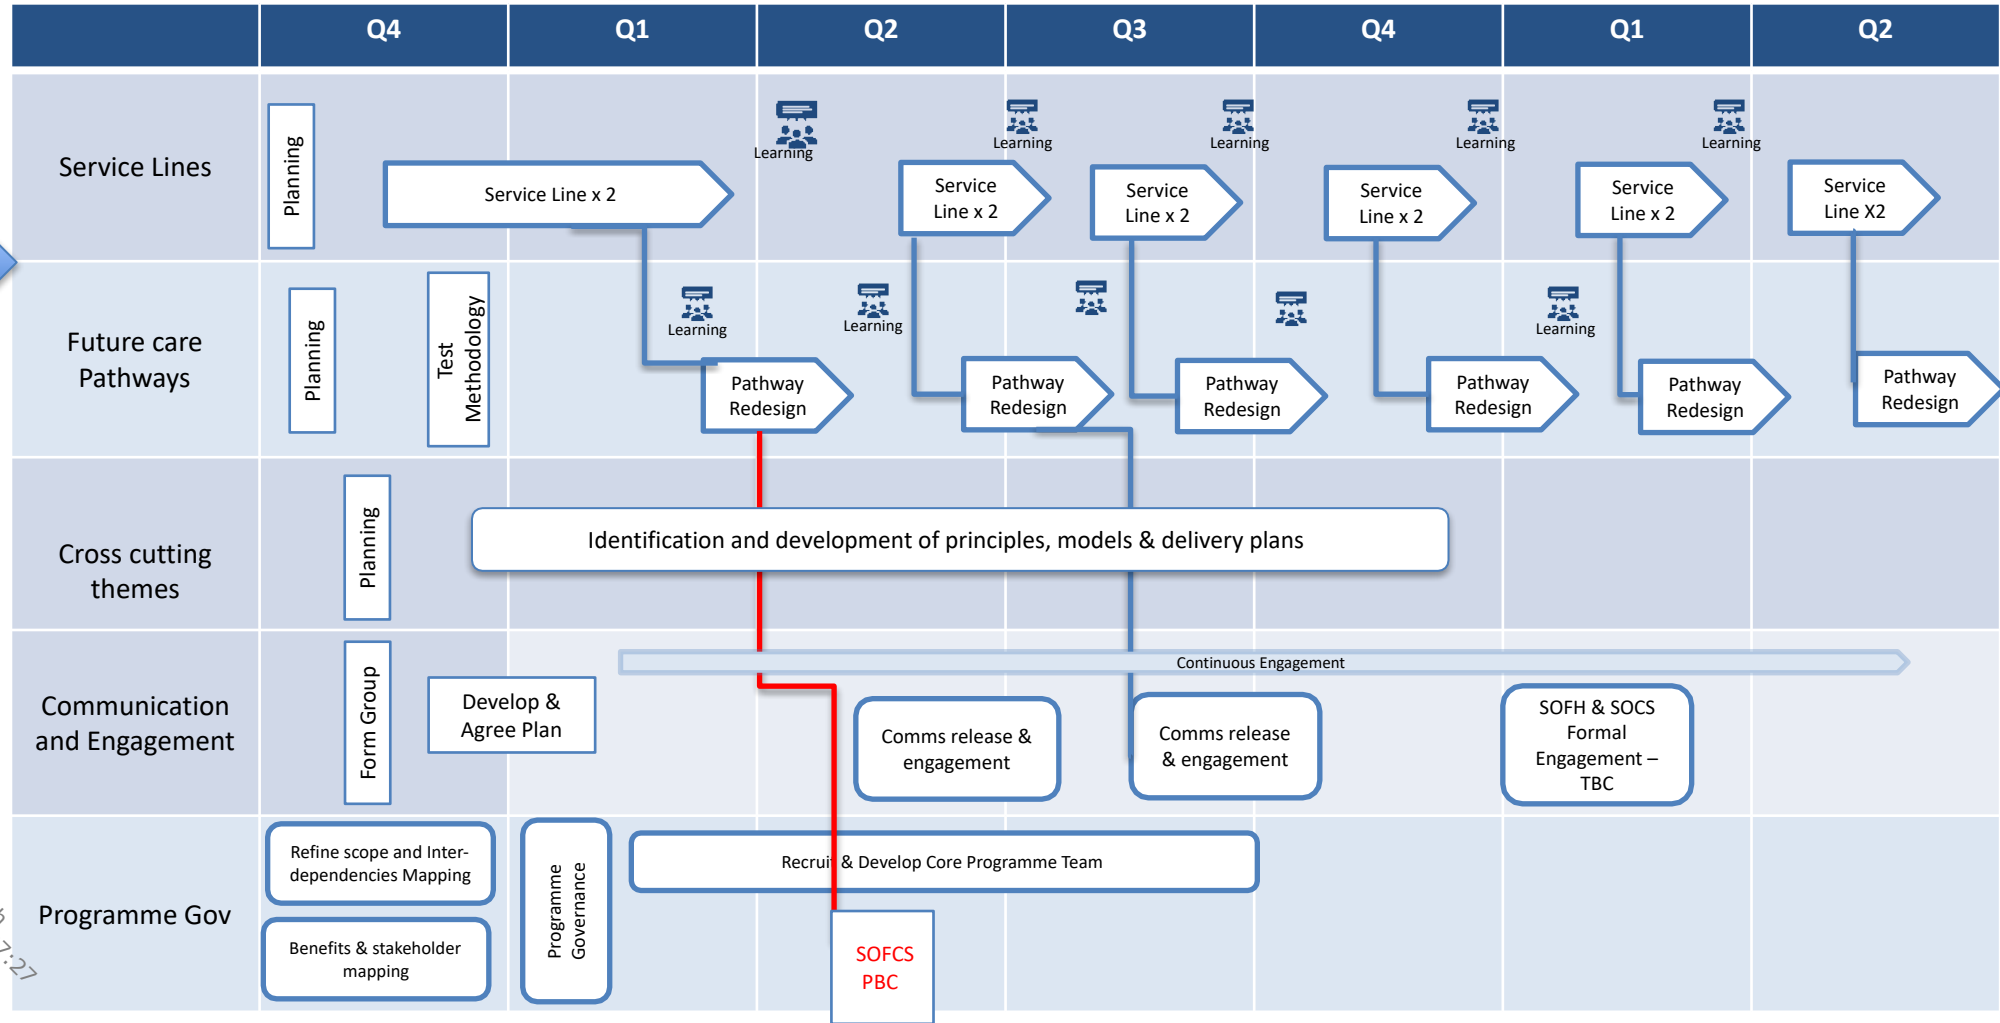 Q4
Q1
Q2
Q3
Q4
Q1
Q2
Service Lines
Planning
Service Line x 2
Learning
Service
Line x 2
Learning
Service
Line x 2
Learning
Service
Line x 2
Learning
Service
Line x 2
Learning
Service
Line X2
Future care
Pathways
Planning
Test
Methodology
Learning
Pathway
Redesign
Learning
Pathway
Redesign
Pathway
Redesign
Pathway
Redesign
Learning
Pathway
Redesign
Pathway
Redesign
Cross cutting
themes
Planning
Identification and development of principles, models & delivery plans
Communication
and Engagement
Form Group
Develop &
Agree Plan
Continuous Engagement
Comms release &
engagement
Comms release
& engagement
SOFH & SOCS
Formal
Engagement –
TBC
Programme Gov
Refine scope and Inter-
dependencies Mapping
Benefits & stakeholder
mapping
Programme
Governance
Recruit & Develop Core Programme Team
SOFCS
PBC
7:27